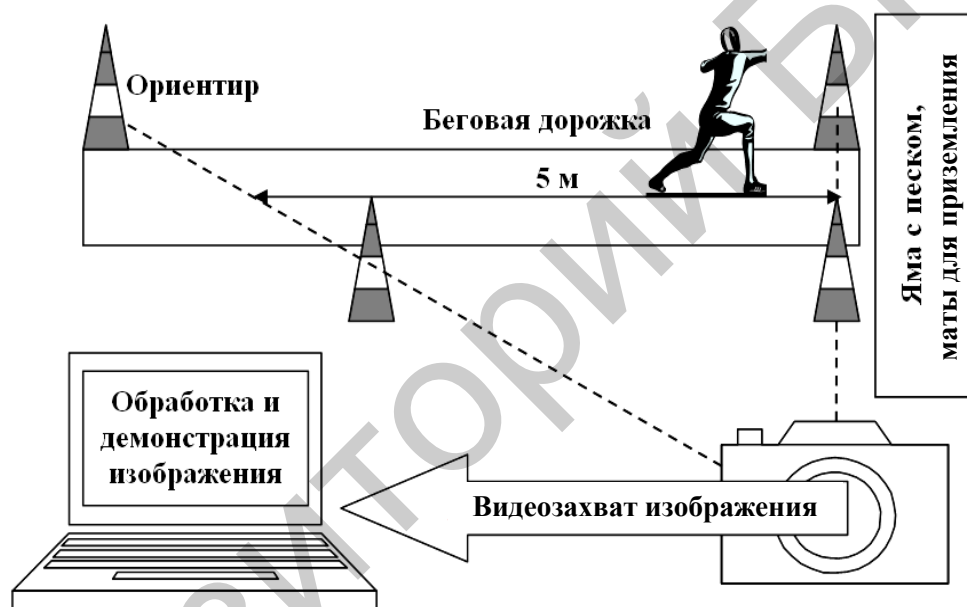 Ориентир
Беговая дорожка
5 м
Яма с песком,
маты для приземления
Обработка и
демонстрация
изображения
Видеозахват изображения